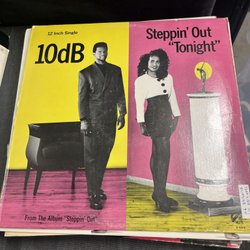 12 Inch Single
10dB
Steppin' Out
"Tonight"
From The Album "Steppin' Out"